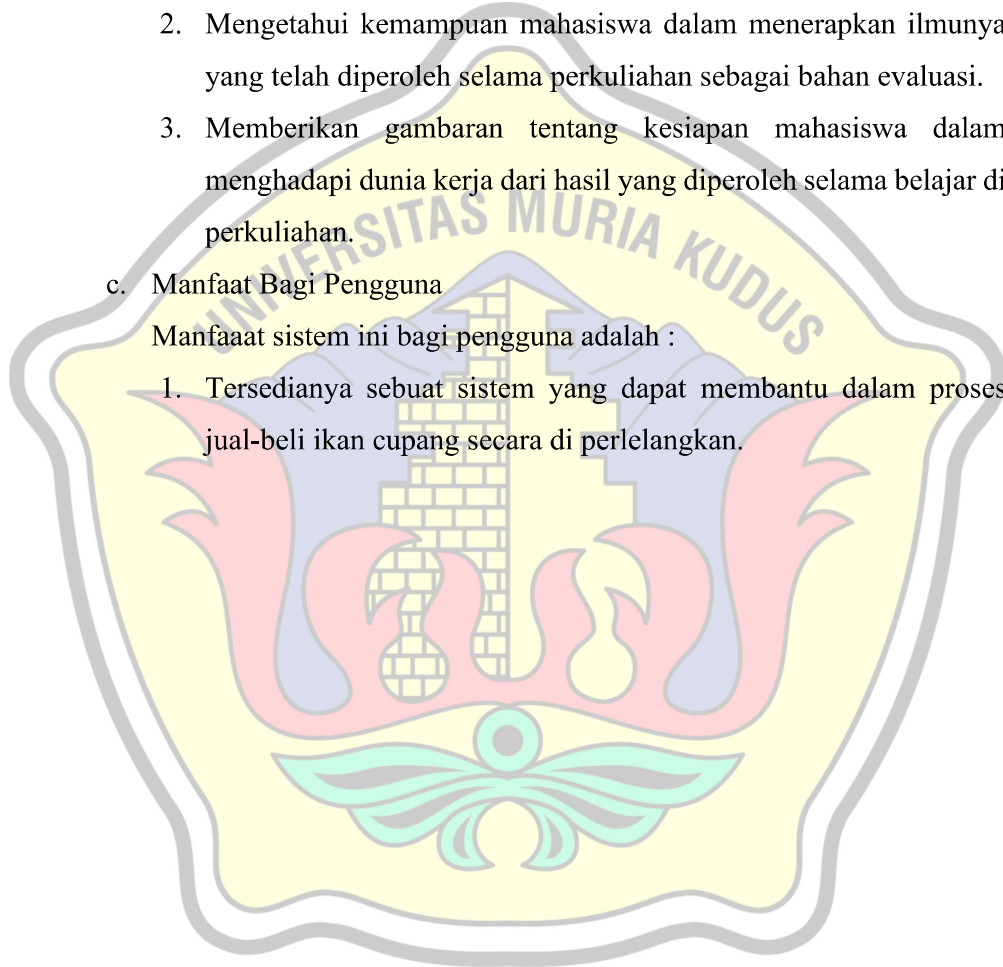 2. Mengetahui kemampuan mahasiswa dalam menerapkan ilmunya
yang telah diperoleh selama perkuliahan sebagai bahan evaluasi.
3. Memberikan gambaran tentang kesiapan mahasiswa dalam
menghadapi dunia kerja dari hasil yang diperoleh selama belajar di
perkuliahan.
UNIVERSITAS MURIA KUDUS
c. Manfaat Bagi Pengguna
Manfaaat sistem ini bagi pengguna adalah :
1. Tersedianya sebuat sistem yang dapat membantu dalam proses
jual-beli ikan cupang secara di perlelangkan.